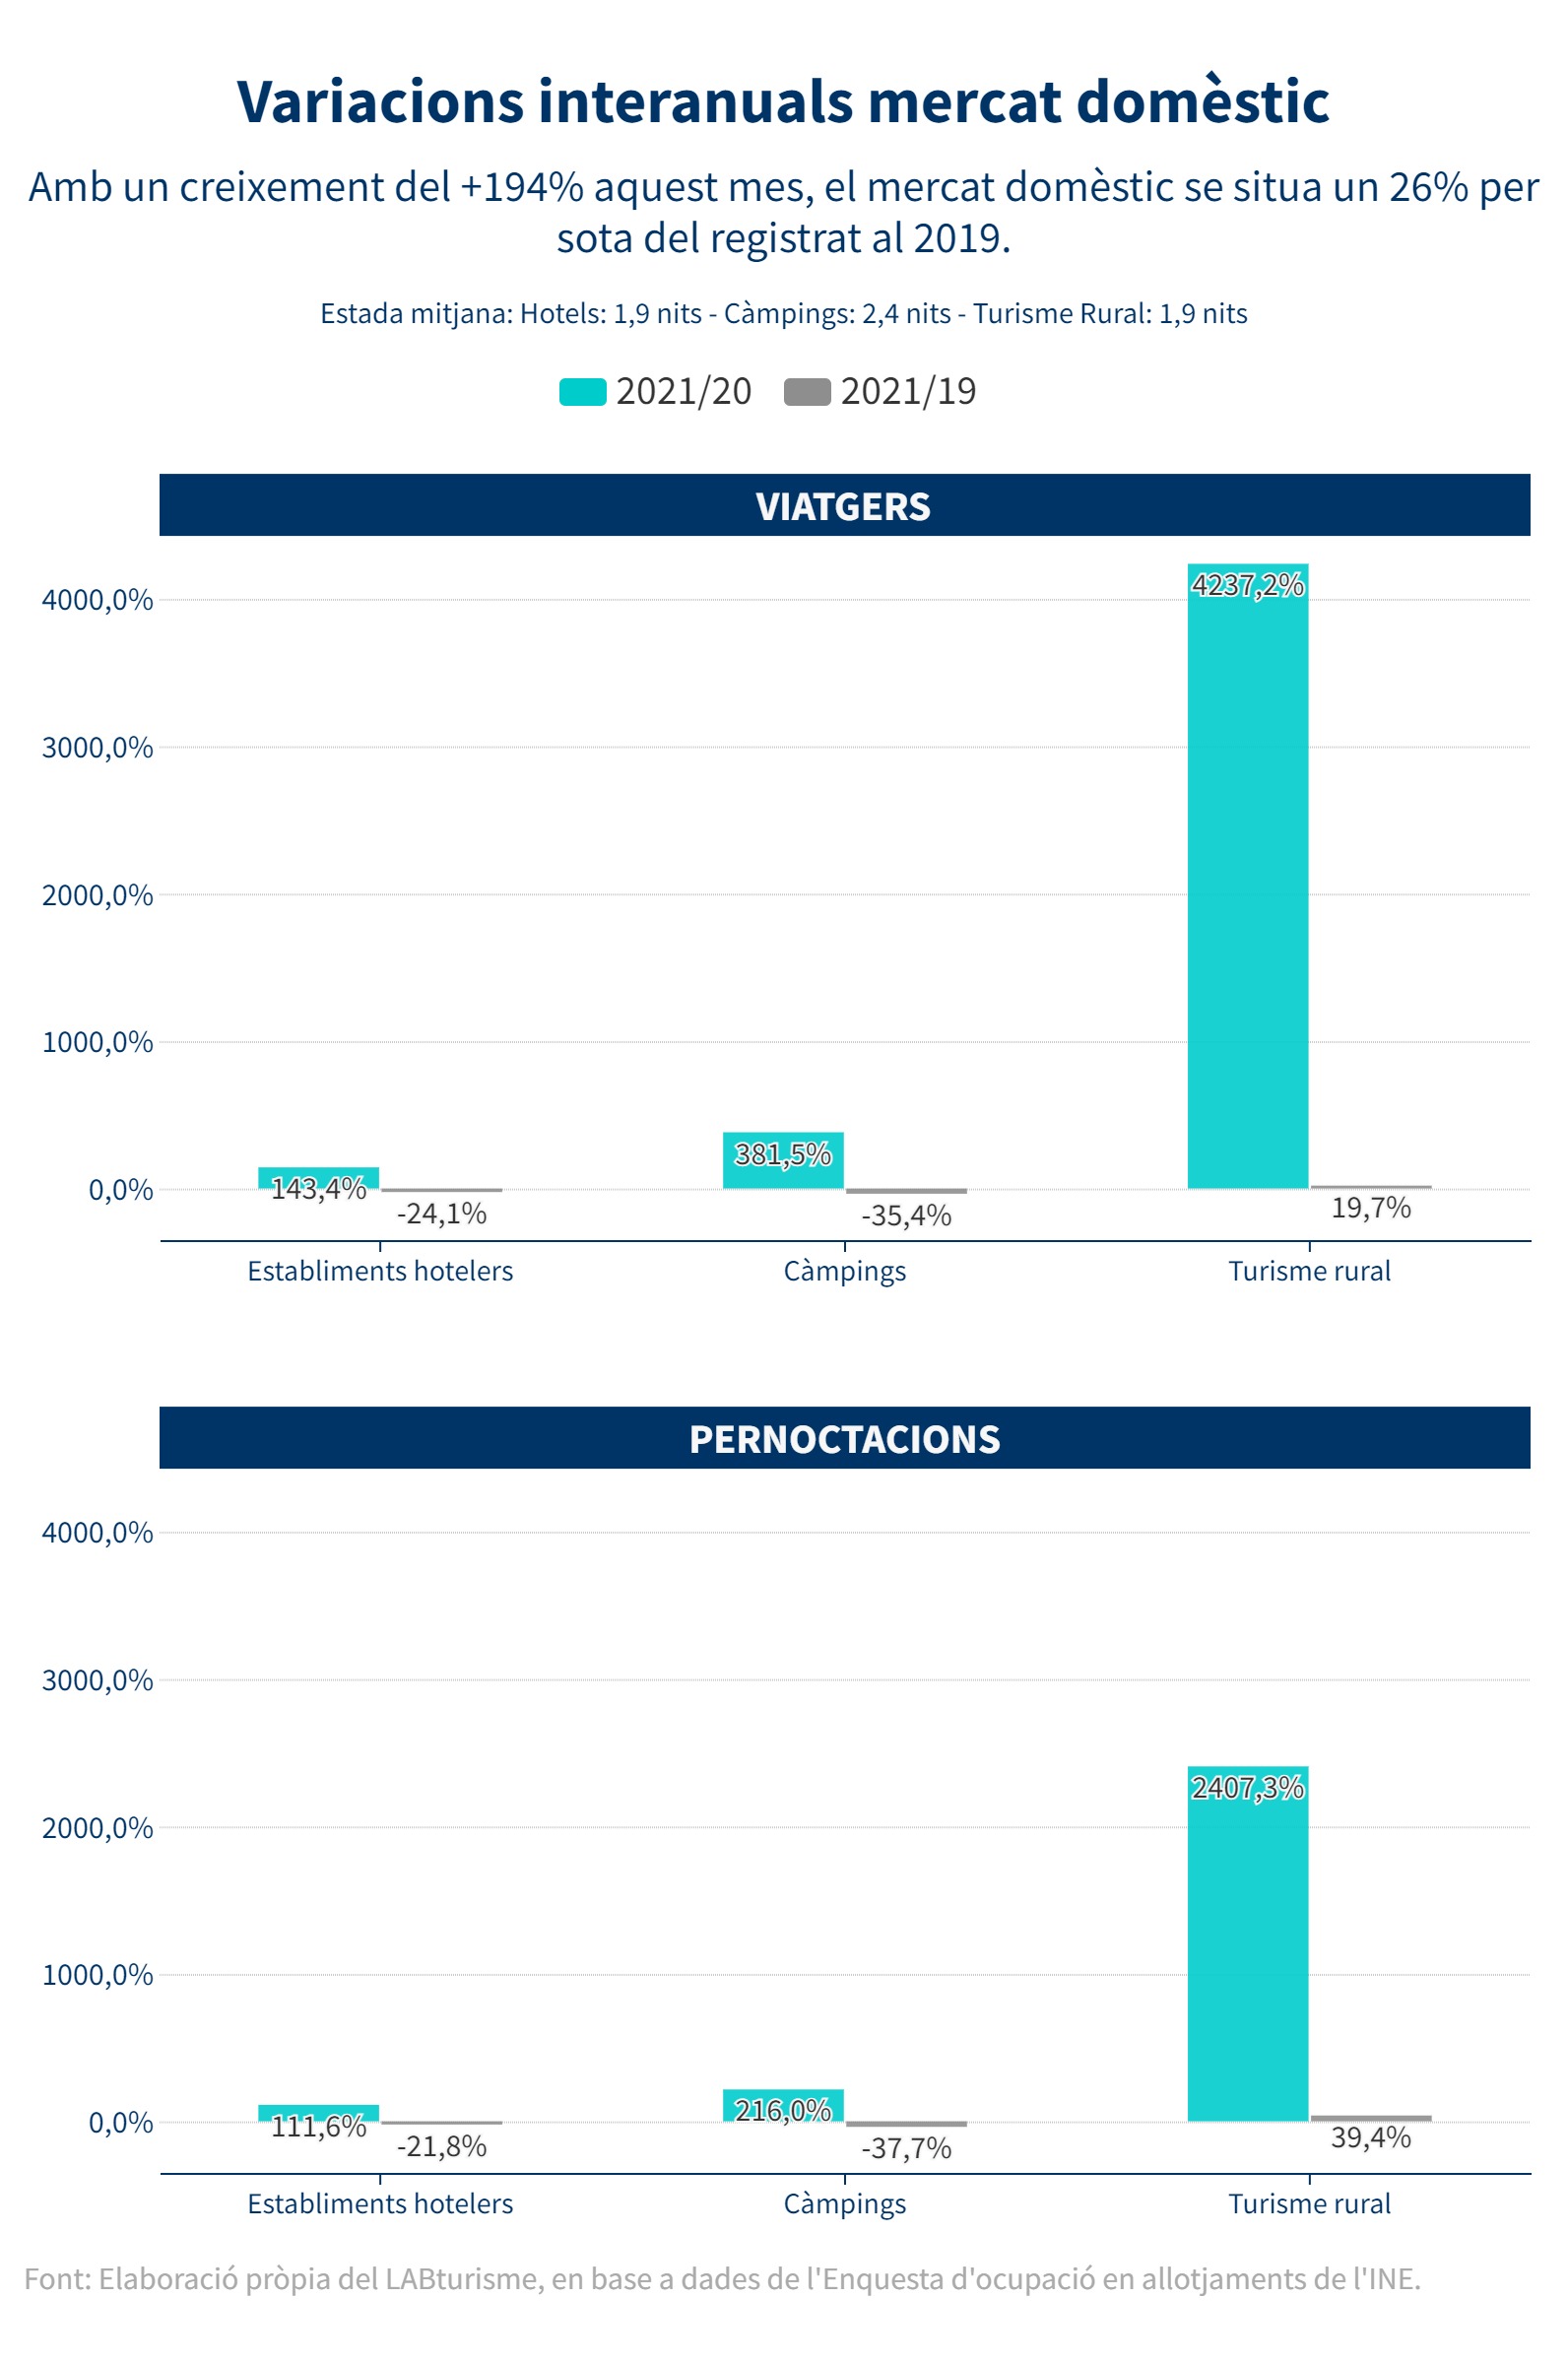 Variacions interanuals mercat domèstic
Amb un creixement del +194% aquest mes, el mercat domèstic se situa un 26% per
sota del registrat al 2019.
Estada mitjana: Hotels: 1,9 nits - Càmpings: 2,4 nits - Turisme Rural: 1,9 nits
2021/20 2021/19
VIATGERS
4000,0%
3000,0%
2000,0%
1000,0%
0,0%
143,4%
-24,1%
381,5%
-35,4%
4237,2%
19,7%
Establiments hotelers Càmpings Turisme rural
PERNOCTACIONS
4000,0%
3000,0%
2000,0%
1000,0%
0,0%
111,6%
-21,8%
216,0%
-37,7%
2407,3%
39,4%
Establiments hotelers Càmpings Turisme rural
Font: Elaboració pròpia del LABturisme, en base a dades de l'Enquesta d'ocupació en allotjaments de l'INE.